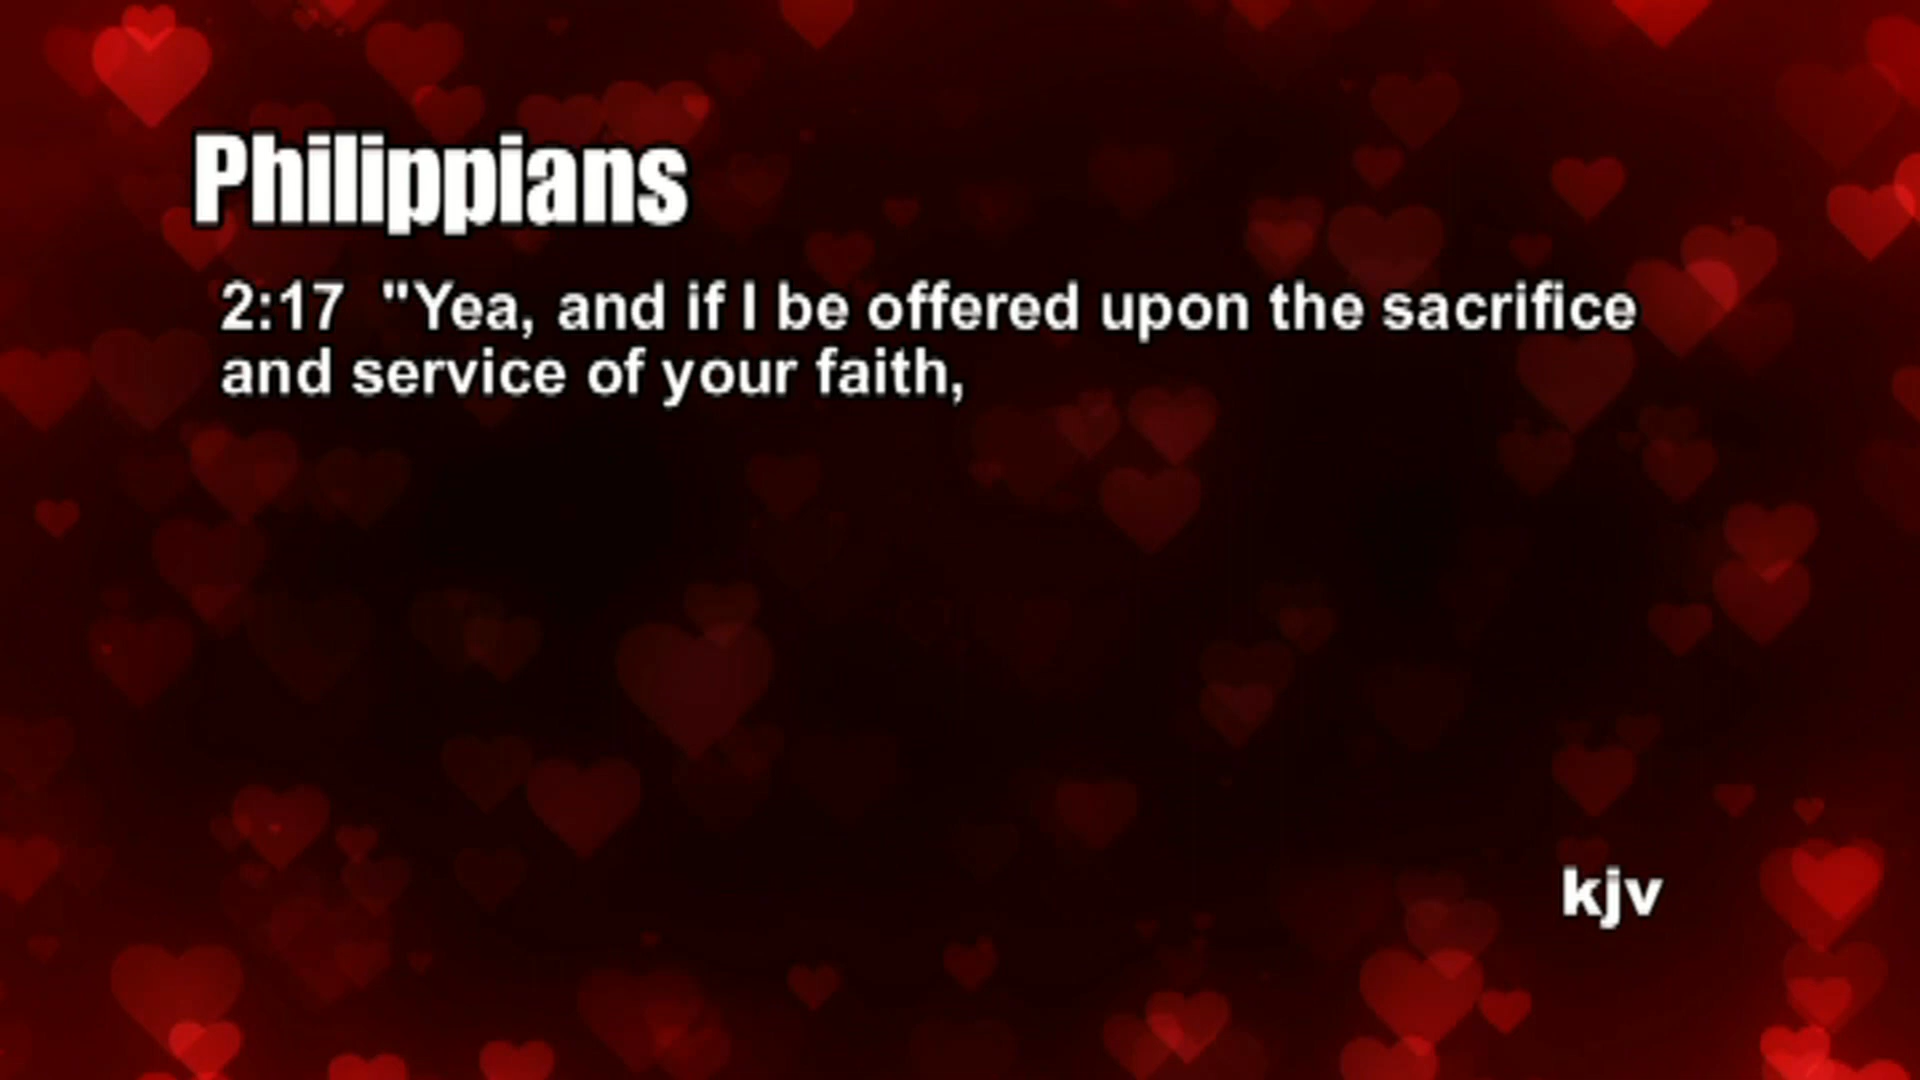 Philippians
2:17 "Yea, and if I be offered upon the sacrifice
and service of your faith,
kjv